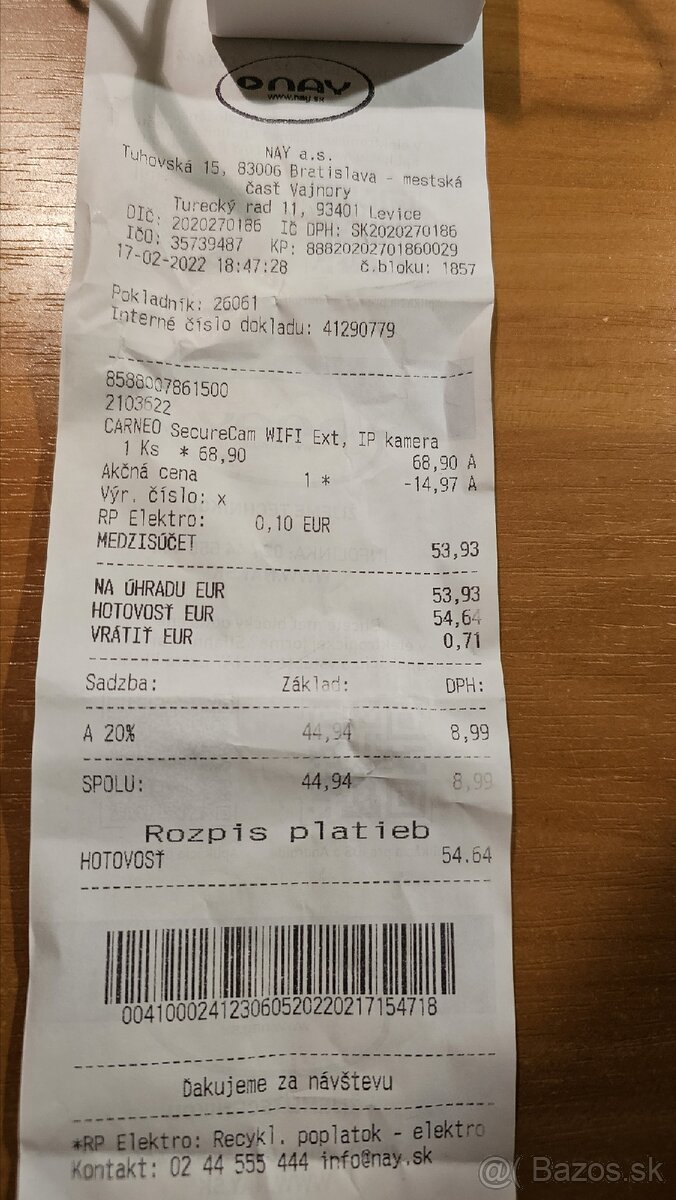 NAY
www.nay.sk
NAY a.s.
Tuhovská 15, 83006 Bratislava - mestská
časť Vajnory
Turecký rad 11, 93401 Levice
DIČ: 2020270186 IČ DPH: SK2020270186
IČO: 35739487 KP: 88820202701860029
17-02-2022 18:47:28 č.bloku: 1857
Pokladník: 26061
Interné číslo dokladu: 41290779
8588007861500
2103622
CARNEO SecureCam WIFI Ext, IP kamera
1 Ks * 68,90 68,90 A
Akčná cena 1 * -14,97 A
Výr. číslo: x
RP Elektro: 0,10 EUR
MEDZISÚČET 53,93
NA ÚHRADU EUR 53,93
HOTOVOSŤ EUR 54,64
VRÁTIŤ EUR 0,71
Sadzba: Základ: DPH:
A 20% 44,94 8,99
SPOLU: 44,94 8,99
Rozpis platieb
HOTOVOSŤ 54.64
004100024123060520220217154718
Ďakujeme za návštevu
*RP Elektro: Recykl. poplatok - elektro
Kontakt: 02 44 555 444 info@nay.sk
@( Bazos.sk